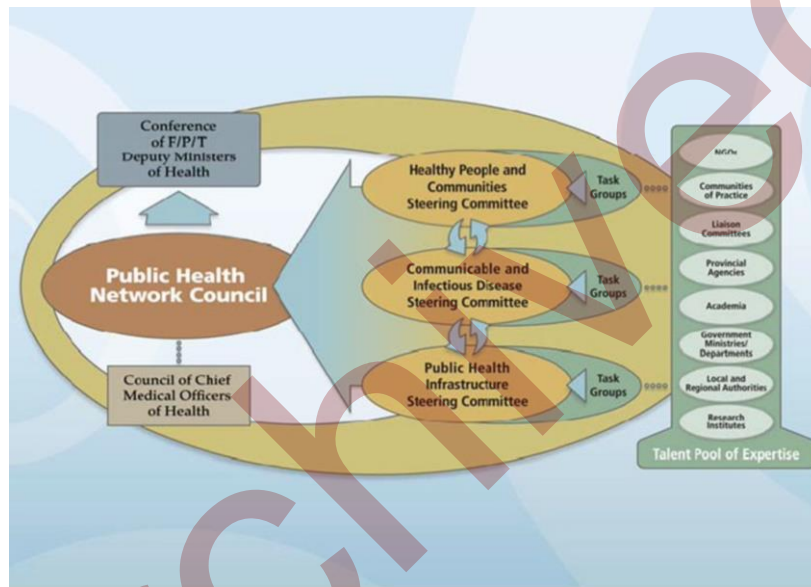 Conference
of F/P/T
Deputy Ministers
of Health
Public Health
Network Council
Council of Chief
Medical Officers
of Health
Healthy People and
Communities
Steering Committee
Task
Groups
Communicable and
Infectious Disease
Steering Committee
Task
Groups
Public Health
Infrastructure
Steering Committee
Task
Groups
NGOs
Communities
of Practice
Liaison
Committees
Provincial
Agencies
Academia
Government
Ministries/
Departments
Local and
Regional Authorities
Research
Institutes
Talent Pool of Expertise